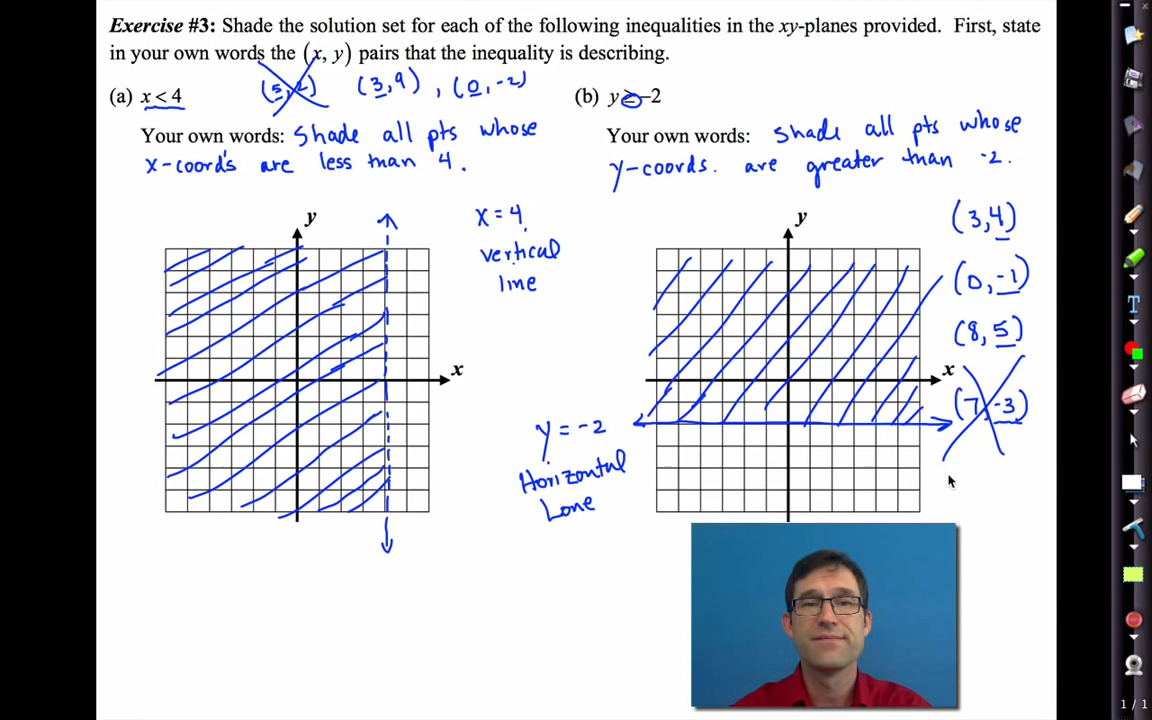 Exercise #3: Shade the solution set for each of the following inequalities in the xy-planes provided. First, state
in your own words the (x, y) pairs that the inequality is describing.
(a) x < 4
(5, 2) (3, 9) , (0, -2)
Your own words: Shade all pts whose
x-coord's are less than 4.
x = 4
vertical
line
y
x
(b) y ≥ -2
Your own words: Shade all pts whose
y-coords. are greater than -2.
y
x
(3, 4)
(0, -1)
(8, 5)
(7, -3)
y = -2
Horizontal
Lone
1 / 1
T